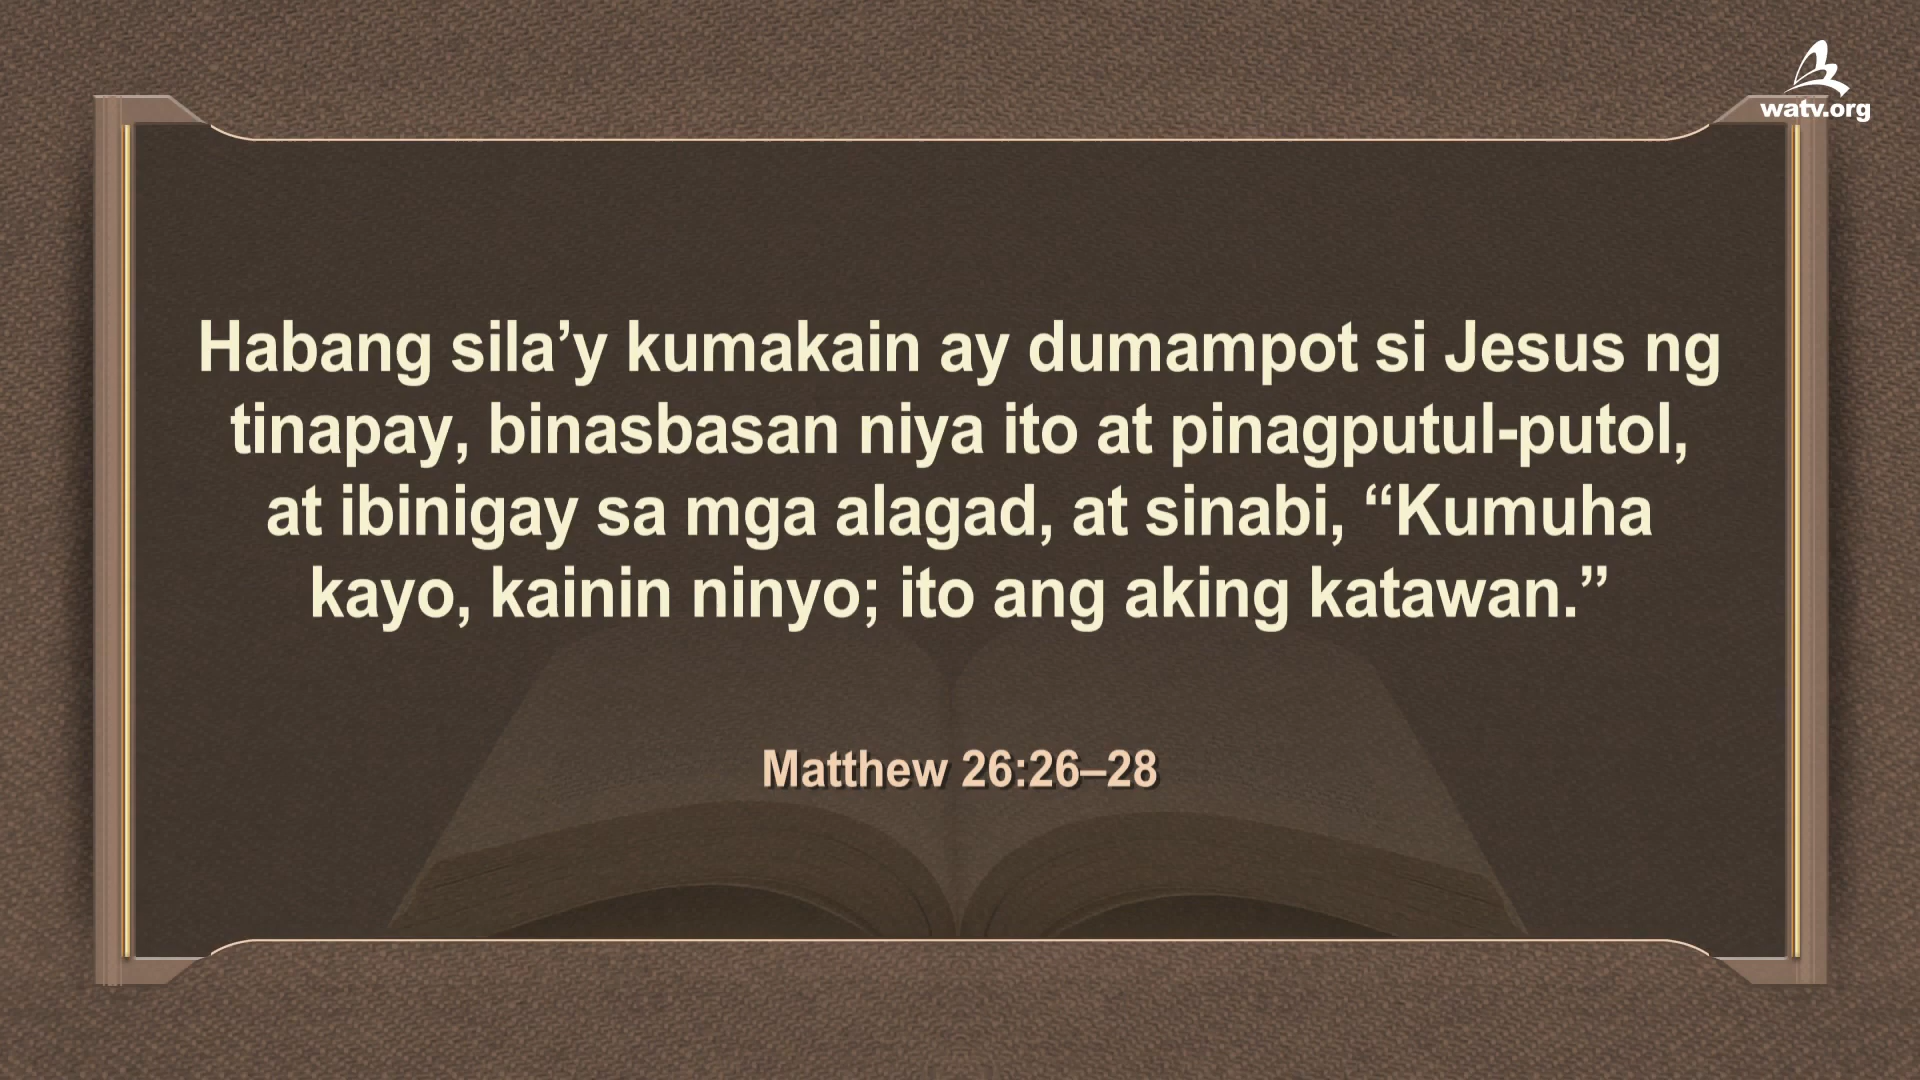 watv.org
Habang sila’y kumakain ay dumampot si Jesus ng
tinapay, binasbasan niya ito at pinagputul-putol,
at ibinigay sa mga alagad, at sinabi, “Kumuha
kayo, kainin ninyo; ito ang aking katawan.”
Matthew 26:26–28